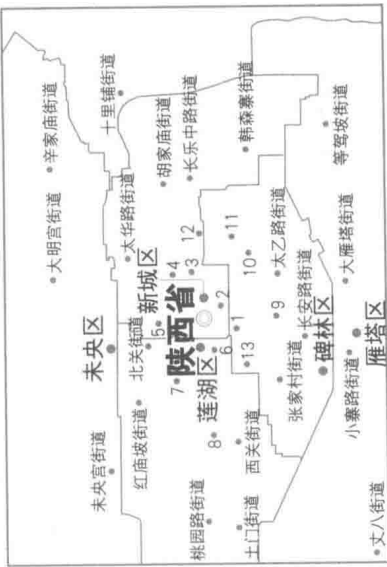 辛家庙街道
十里铺街道
大明宫街道
胡家庙街道
长乐中路街道
韩森寨街道
等驾坡街道
太华路街道
未央区
新城区
12
11
4
3
10
太乙路街道
大雁塔街道
北关街道
5
陕西省
2
9
长安路街道
1
6
碑林区
雁塔区
未央宫街道
红庙坡街道
7
莲湖区
13
张家村街道
小寨路街道
8
西关街道
桃园路街道
土门街道
丈八街道